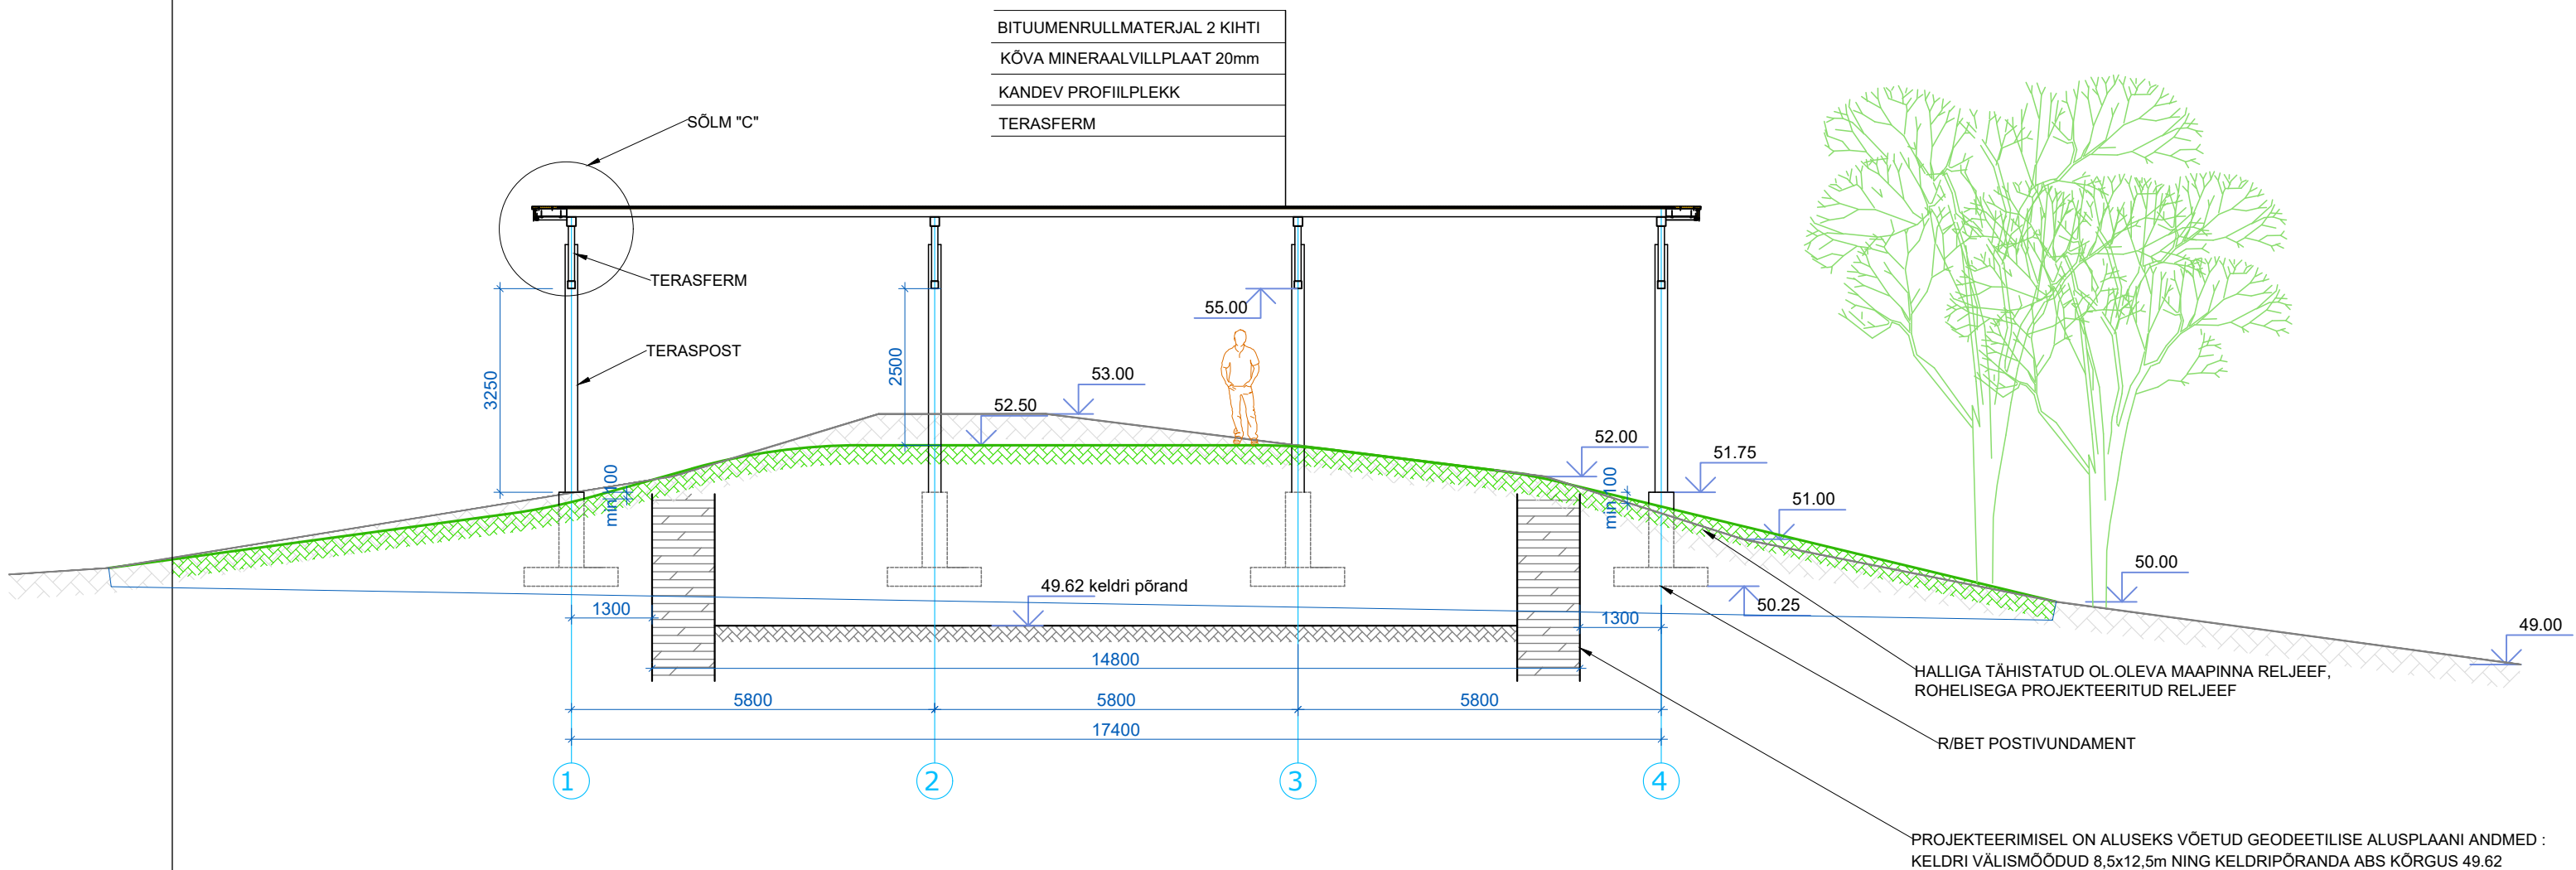 BITUUMENRULLMATERJAL 2 KIHTI
KÕVA MINERAALVILLPLAAT 20mm
KANDEV PROFIILPLEKK
TERASFERM
SÕLM "C"
TERASFERM
TERASPOST
3250
2500
55.00
53.00
52.50
52.00
51.75
51.00
50.00
50.25
49.00
min 100
min 100
49.62 keldri põrand
1300
1300
14800
5800
5800
5800
17400
1
2
3
4
HALLIGA TÄHISTATUD OL.OLEVA MAAPINNA RELJEEF,
ROHELISEGA PROJEKTEERITUD RELJEEF
R/BET POSTIVUNDAMENT
PROJEKTEERIMISEL ON ALUSEKS VÕETUD GEODEETILISE ALUSPLAANI ANDMED :
KELDRI VÄLISMÕÕDUD 8,5x12,5m NING KELDRIPÕRANDA ABS KÕRGUS 49.62